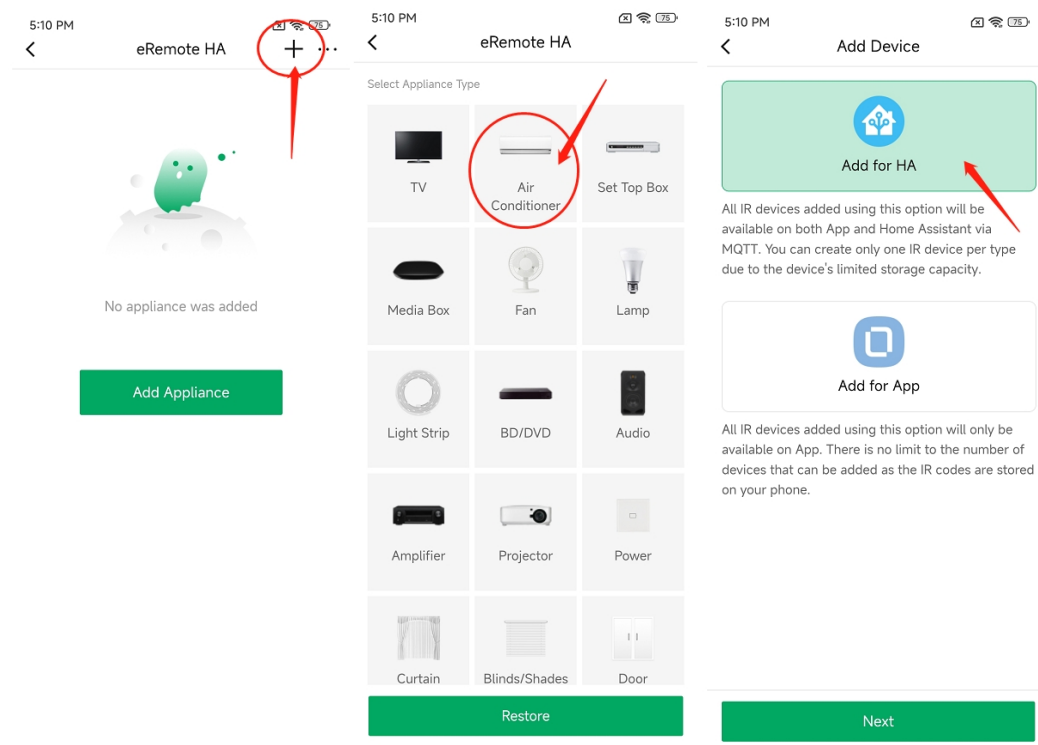 5:10 PM
75
eRemote HA
No appliance was added
Add Appliance
5:10 PM
75
eRemote HA
Select Appliance Type
TV
Air
Conditioner
Set Top Box
Media Box
Fan
Lamp
Light Strip
BD/DVD
Audio
Amplifier
Projector
Power
Curtain
Blinds/Shades
Door
Restore
5:10 PM
75
Add Device
Add for HA
All IR devices added using this option will be
available on both App and Home Assistant via
MQTT. You can create only one IR device per type
due to the device's limited storage capacity.
Add for App
All IR devices added using this option will only be
available on App. There is no limit to the number of
devices that can be added as the IR codes are stored
on your phone.
Next